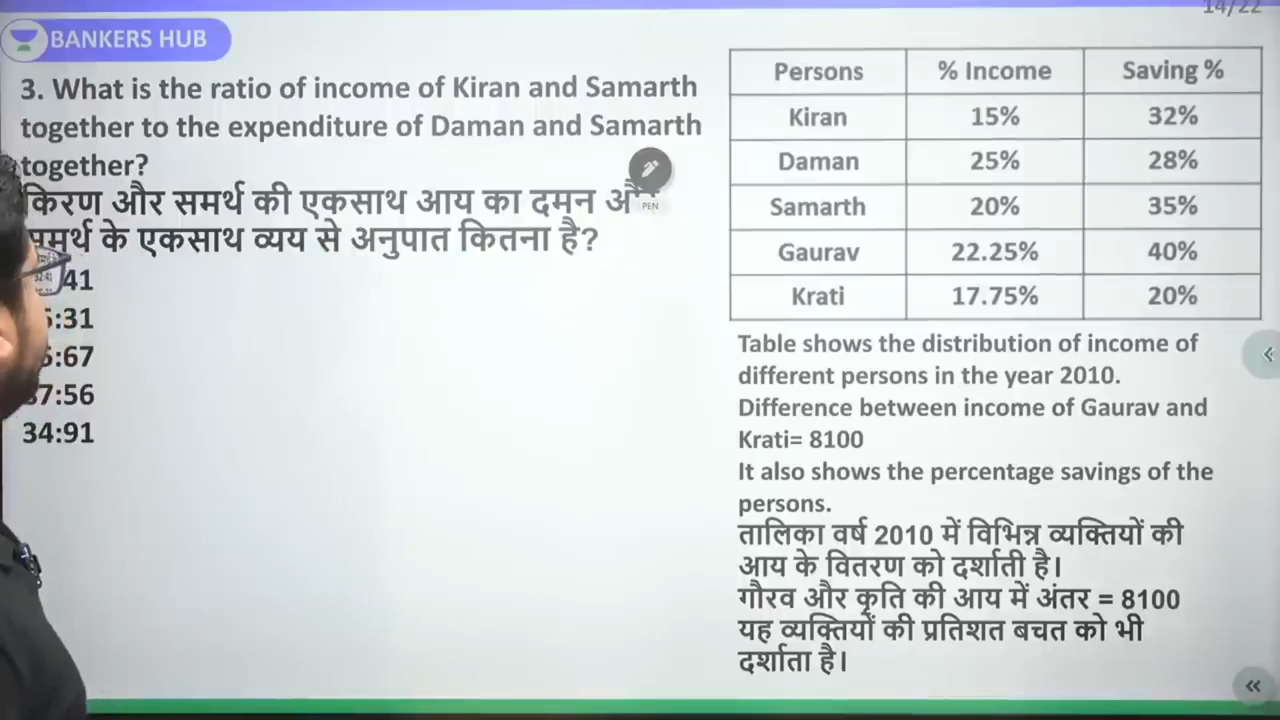 14/22
BANKERS HUB
3. What is the ratio of income of Kiran and Samarth
together to the expenditure of Daman and Samarth
together?
किरण और समर्थ की एकसाथ आय का दमन
समर्थ के एकसाथ व्यय से अनुपात कितना है?
41
:31
:67
:56
34:91
PEN
Persons % Income Saving %
Kiran 15% 32%
Daman 25% 28%
Samarth 20% 35%
Gaurav 22.25% 40%
Krati 17.75% 20%
Table shows the distribution of income of
different persons in the year 2010.
Difference between income of Gaurav and
Krati= 8100
It also shows the percentage savings of the
persons.
तालिका वर्ष 2010 में विभिन्न व्यक्तियों की
आय के वितरण को दर्शाती है।
गौरव और कृति की आय में अंतर = 8100
यह व्यक्तियों की प्रतिशत बचत को भी
दर्शाता है।